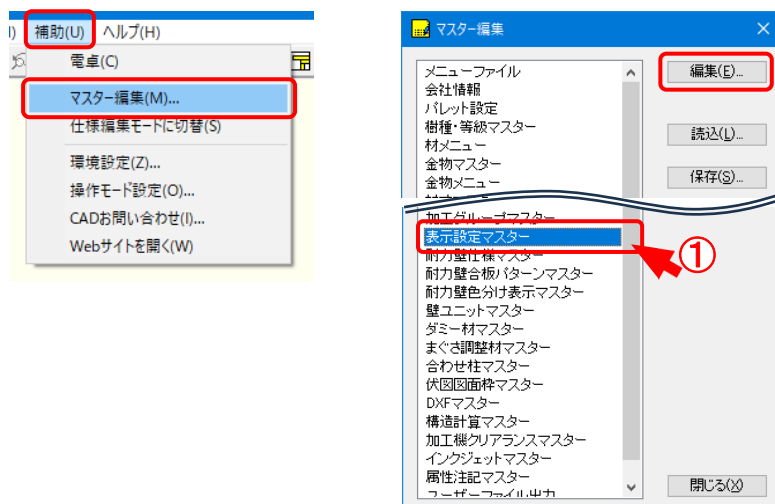 補助(U) ヘルプ(H)
電卓(C)
マスター編集(M)...
仕様編集モードに切替(S)
環境設定(Z)...
操作モード設定(O)...
CADお問い合わせ(I)...
Webサイトを開く(W)
マスター編集
メニューファイル
会社情報
パレット設定
樹種・等級マスター
材メニュー
金物マスター
金物メニュー
加工グループマスター
表示設定マスター
耐力壁仕様マスター
耐力壁合板パターンマスター
耐力壁色分け表示マスター
壁ユニットマスター
ダミー材マスター
まぐさ調整材マスター
合わせ柱マスター
伏図図面枠マスター
DXFマスター
構造計算マスター
加工機クリアランスマスター
インクジェットマスター
属性注記マスター
ユーザーファイル出力
編集(E)...
読込(L)...
保存(S)...
①
閉じる(X)